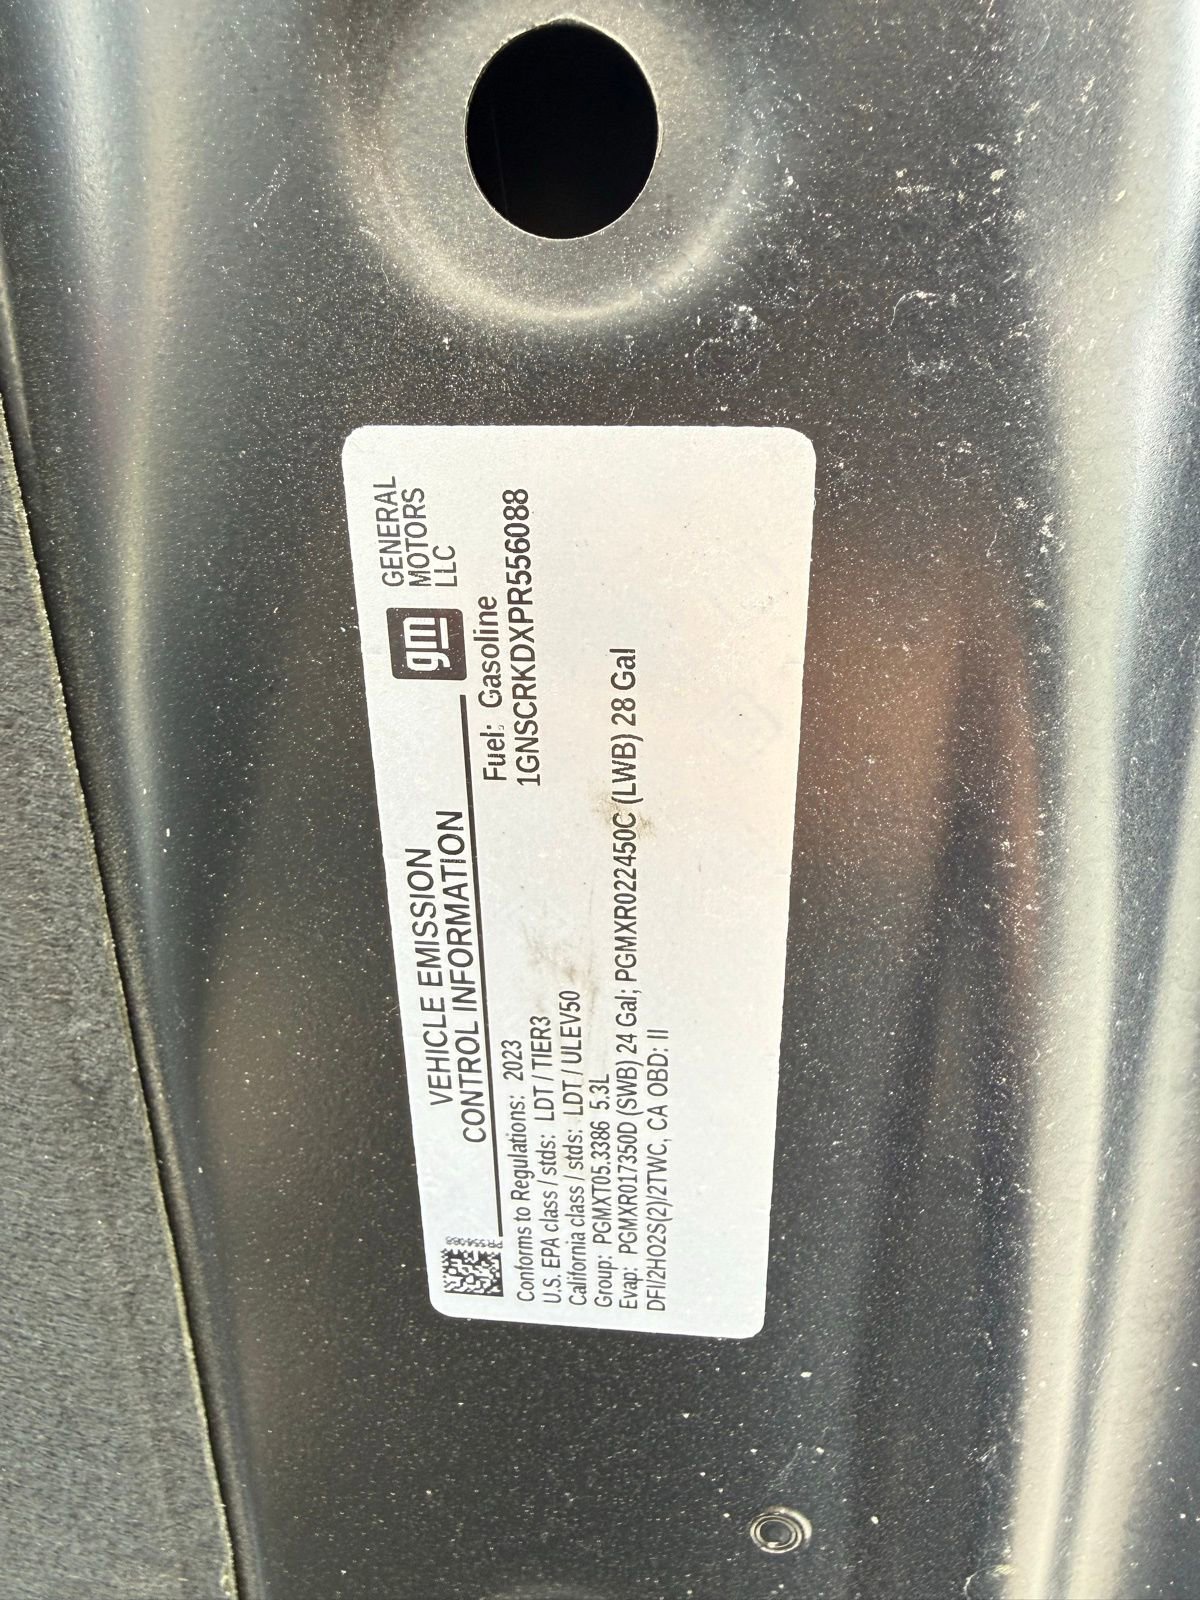 VEHICLE EMISSION
CONTROL INFORMATION
gm
GENERAL
MOTORS
LLC
Fuel: Gasoline
1GNSCRKDXPR556088
Conforms to Regulations: 2023
U.S. EPA class / stds: LDT / TIER3
California class / stds: LDT / ULEV50
Group: PGMXT05.3386 5.3L
Evap: PGMXR017350D (SWB) 24 Gal; PGMXR022450C (LWB) 28 Gal
DFI/2HO2S(2)/2TWC, CA OBD: II